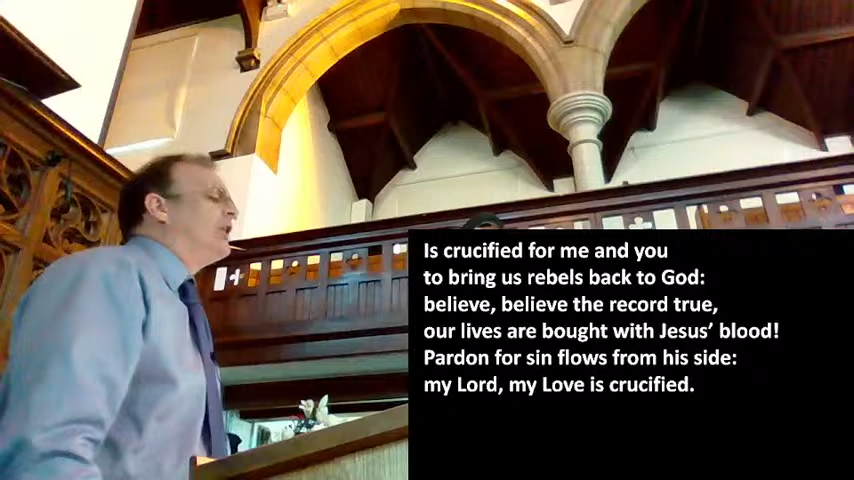 Is crucified for me and you
to bring us rebels back to God:
believe, believe the record true,
our lives are bought with Jesus’ blood!
Pardon for sin flows from his side:
my Lord, my Love is crucified.